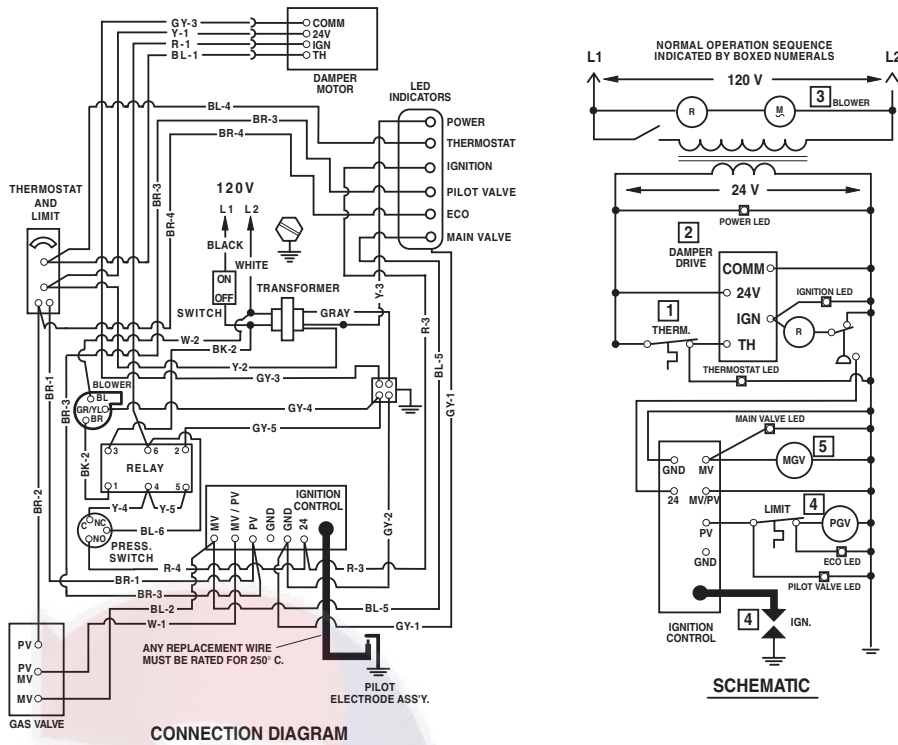 GY-3
Y-1
R-1
BL-1
COMM
24V
IGN
TH
DAMPER
MOTOR
LED
INDICATORS
BL-4
BR-3
BR-4
POWER
THERMOSTAT
IGNITION
PILOT VALVE
ECO
MAIN VALVE
THERMOSTAT
AND
LIMIT
BR-3
BR-4
120V
L1 L2
BLACK
WHITE
ON
OFF
SWITCH
TRANSFORMER
GRAY
Y-3
R-3
BL-5
GY-1
W-2
BK-2
Y-2
GY-3
BR-1
BR-3
BLOWER
BL
GR/YL
BR
GY-4
GY-5
BK-2
3 6 2
RELAY
1 4 5
BR-2
Y-4
Y-5
C
NC
NO
BL-6
PRESS.
SWITCH
IGNITION
CONTROL
MV
MV / PV
PV
GND
GND
24
GY-2
R-4
R-3
BR-1
BR-3
BL-2
BL-5
W-1
GY-1
ANY REPLACEMENT WIRE
MUST BE RATED FOR 250° C.
PV
PV
MV
MV
GAS VALVE
PILOT
ELECTRODE ASS'Y.
CONNECTION DIAGRAM
NORMAL OPERATION SEQUENCE
INDICATED BY BOXED NUMERALS
L1
L2
120 V
R
M
3 BLOWER
24 V
POWER LED
2
DAMPER
DRIVE
COMM
24V
IGN
TH
IGNITION LED
R
1
THERM.
THERMOSTAT LED
MAIN VALVE LED
GND
MV
MGV
5
24
MV/PV
LIMIT
4
PV
PGV
GND
ECO LED
PILOT VALVE LED
IGNITION
CONTROL
4
IGN.
SCHEMATIC